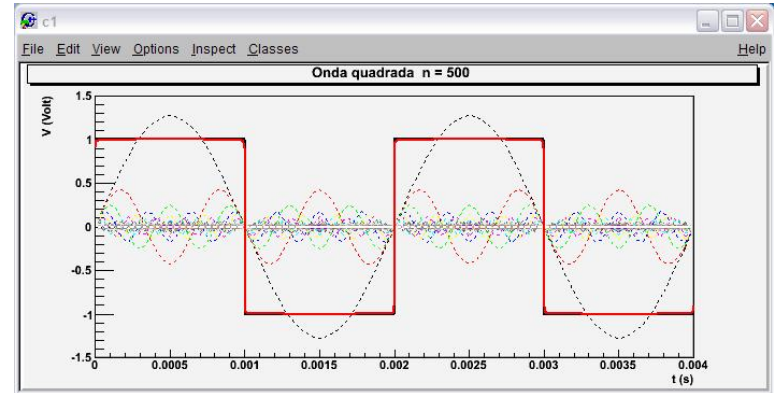 c1
File Edit View Options Inspect Classes Help
Onda quadrada n = 500
V (Volt)
1.5
1
0.5
0
-0.5
-1
-1.5
0 0.0005 0.001 0.0015 0.002 0.0025 0.003 0.0035 0.004
t (s)